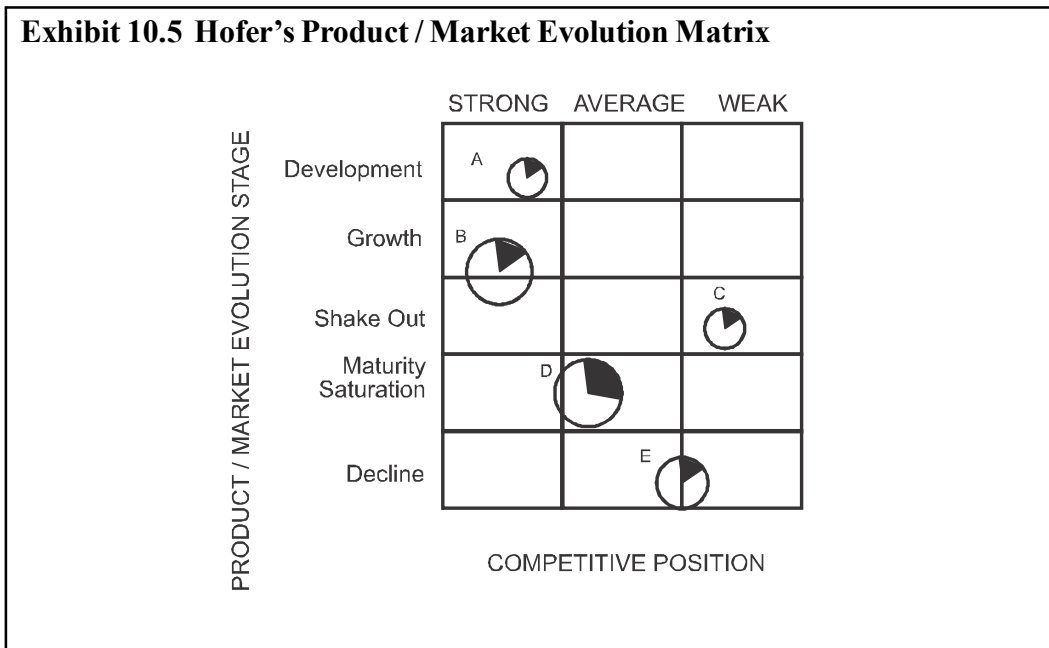 Exhibit 10.5 Hofer's Product / Market Evolution Matrix
STRONG AVERAGE WEAK
PRODUCT / MARKET EVOLUTION STAGE
Development
A
Growth
B
Shake Out
C
Maturity
Saturation
D
Decline
E
COMPETITIVE POSITION